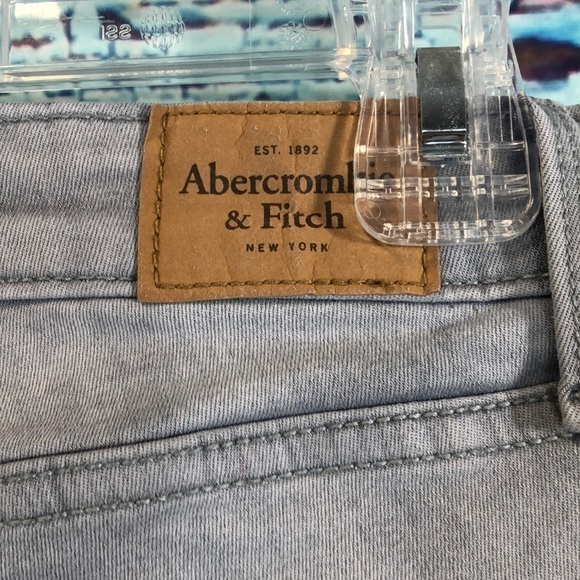 EST. 1892
Abercrombie
& Fitch
NEW YORK